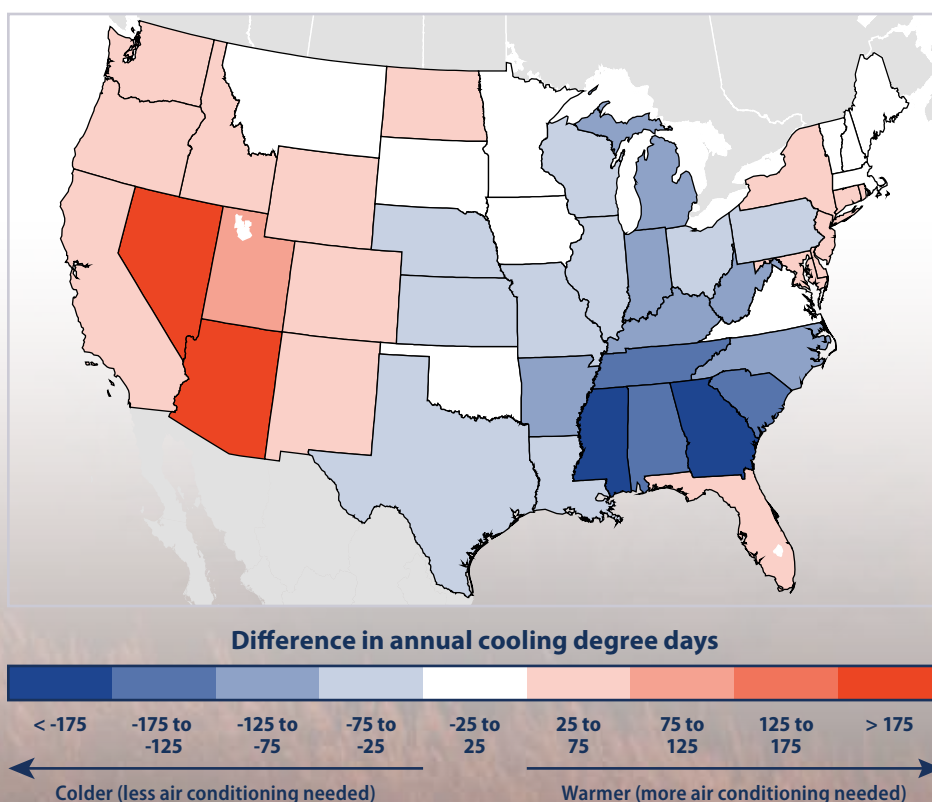 Difference in annual cooling degree days
< -175 -175 to -125 to -75 to -25 to 25 to 75 to 125 to > 175
-125 -75 -25 25 75 125 175
Colder (less air conditioning needed) Warmer (more air conditioning needed)